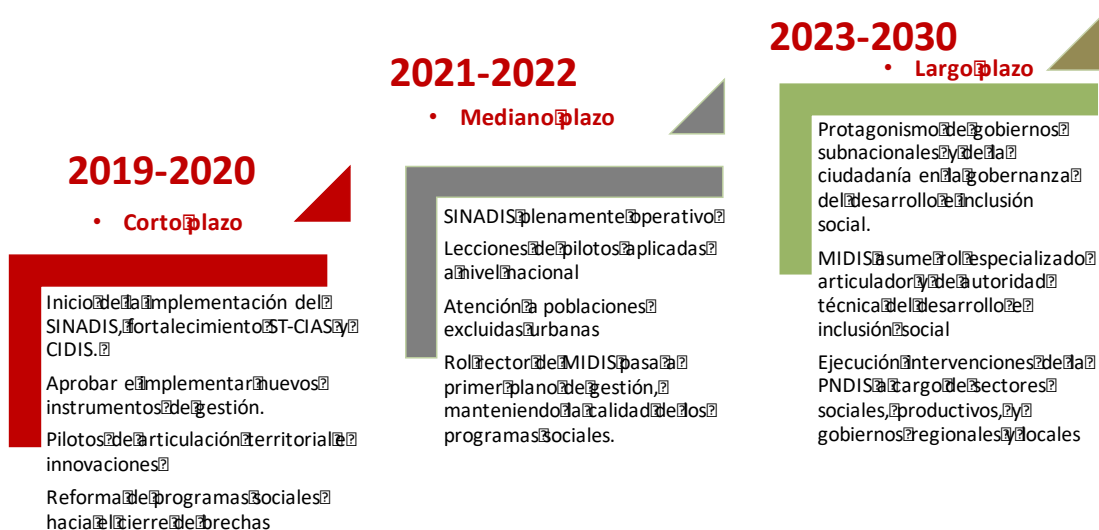 2019-2020
• Corto plazo
Inicio de la implementación del
SINADIS, fortalecimiento ST-CIAS y
CIDIS.
Aprobar e implementar nuevos
instrumentos de gestión.
Pilotos de articulación territorial e
innovaciones
Reforma de programas sociales
hacia el cierre de brechas
2021-2022
• Mediano plazo
SINADIS plenamente operativo
Lecciones de pilotos aplicadas
a nivel nacional
Atención a poblaciones
excluidas urbanas
Rol rector de MIDIS pasa a
primer plano de gestión,
manteniendo la calidad de los
programas sociales.
2023-2030
• Largo plazo
Protagonismo de gobiernos
subnacionales y de la
ciudadanía en la gobernanza
del desarrollo e inclusión
social.
MIDIS asume rol especializado
articulador y de autoridad
técnica del desarrollo e
inclusión social
Ejecución intervenciones de la
PNDIS a cargo de sectores
sociales, productivos, y
gobiernos regionales y locales